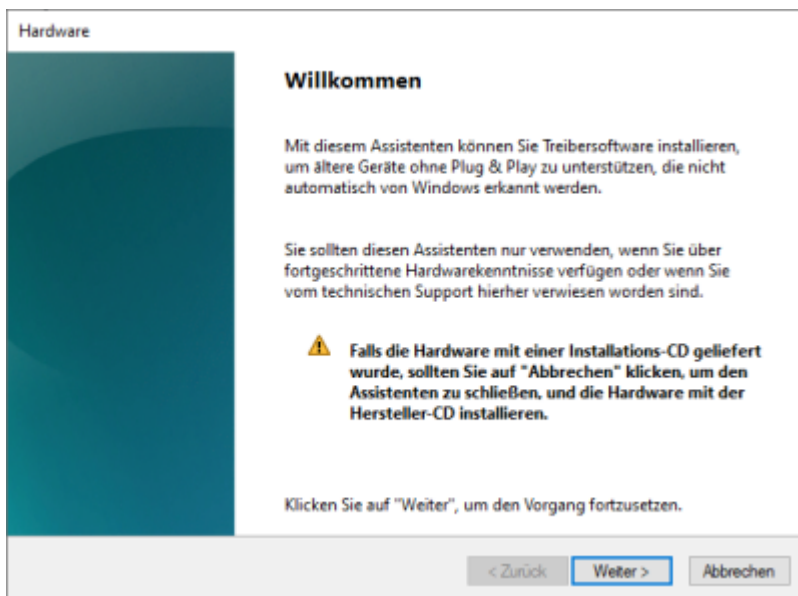 Hardware
Willkommen
Mit diesem Assistenten können Sie Treibersoftware installieren,
um ältere Geräte ohne Plug & Play zu unterstützen, die nicht
automatisch von Windows erkannt werden.
Sie sollten diesen Assistenten nur verwenden, wenn Sie über
fortgeschrittene Hardwarekenntnisse verfügen oder wenn Sie
vom technischen Support hierher verwiesen worden sind.
Falls die Hardware mit einer Installations-CD geliefert
wurde, sollten Sie auf "Abbrechen" klicken, um den
Assistenten zu schließen, und die Hardware mit der
Hersteller-CD installieren.
Klicken Sie auf "Weiter", um den Vorgang fortzusetzen.
< Zurück Weiter > Abbrechen